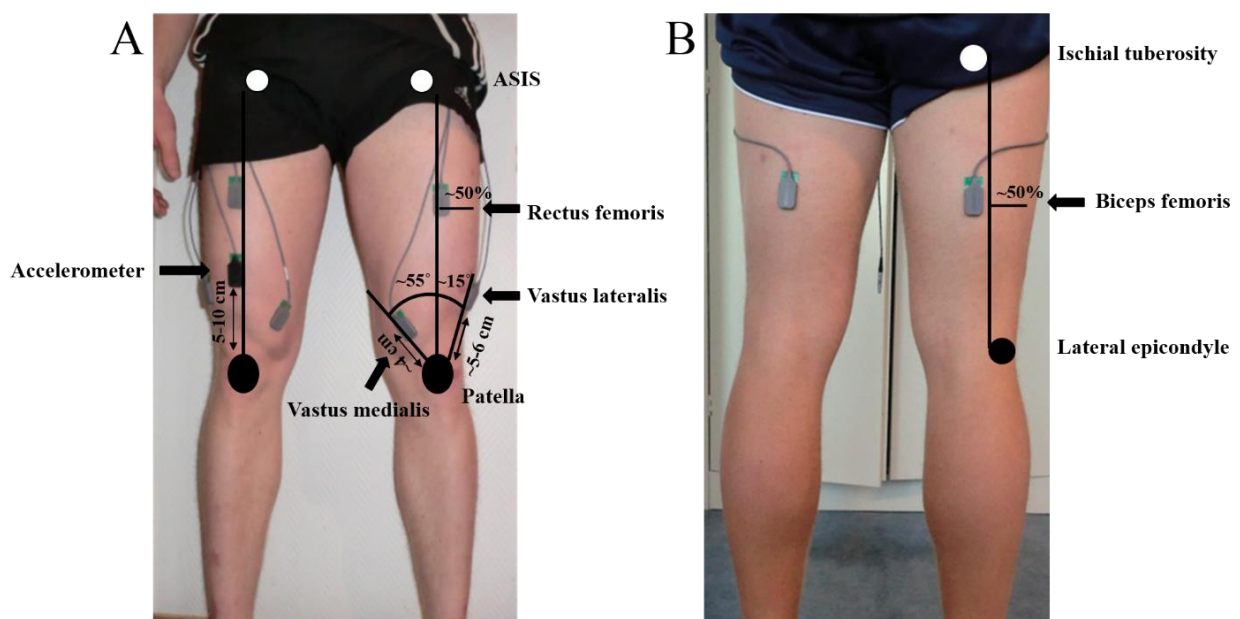 A
ASIS
~50%
Rectus femoris
Accelerometer
~55°
~15°
Vastus lateralis
5-10 cm
4 cm
~5-6 cm
Vastus medialis
Patella
B
Ischial tuberosity
~50%
Biceps femoris
Lateral epicondyle